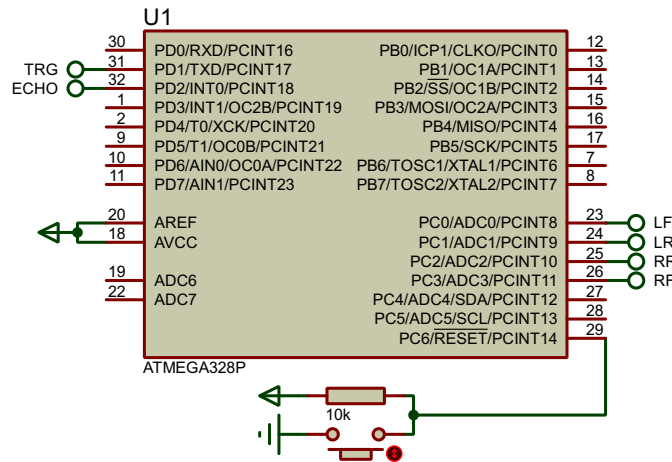 U1
30 PD0/RXD/PCINT16 PB0/ICP1/CLKO/PCINT0 12
TRG 31 PD1/TXD/PCINT17 PB1/OC1A/PCINT1 13
ECHO 32 PD2/INT0/PCINT18 PB2/SS/OC1B/PCINT2 14
1 PD3/INT1/OC2B/PCINT19 PB3/MOSI/OC2A/PCINT3 15
2 PD4/T0/XCK/PCINT20 PB4/MISO/PCINT4 16
9 PD5/T1/OC0B/PCINT21 PB5/SCK/PCINT5 17
10 PD6/AIN0/OC0A/PCINT22 PB6/TOSC1/XTAL1/PCINT6 7
11 PD7/AIN1/PCINT23 PB7/TOSC2/XTAL2/PCINT7 8
20 AREF PC0/ADC0/PCINT8 23 LF
18 AVCC PC1/ADC1/PCINT9 24 LR
PC2/ADC2/PCINT10 25 RR
19 ADC6 PC3/ADC3/PCINT11 26 RF
22 ADC7 PC4/ADC4/SDA/PCINT12 27
PC5/ADC5/SCL/PCINT13 28
PC6/RESET/PCINT14 29
ATMEGA328P
10k